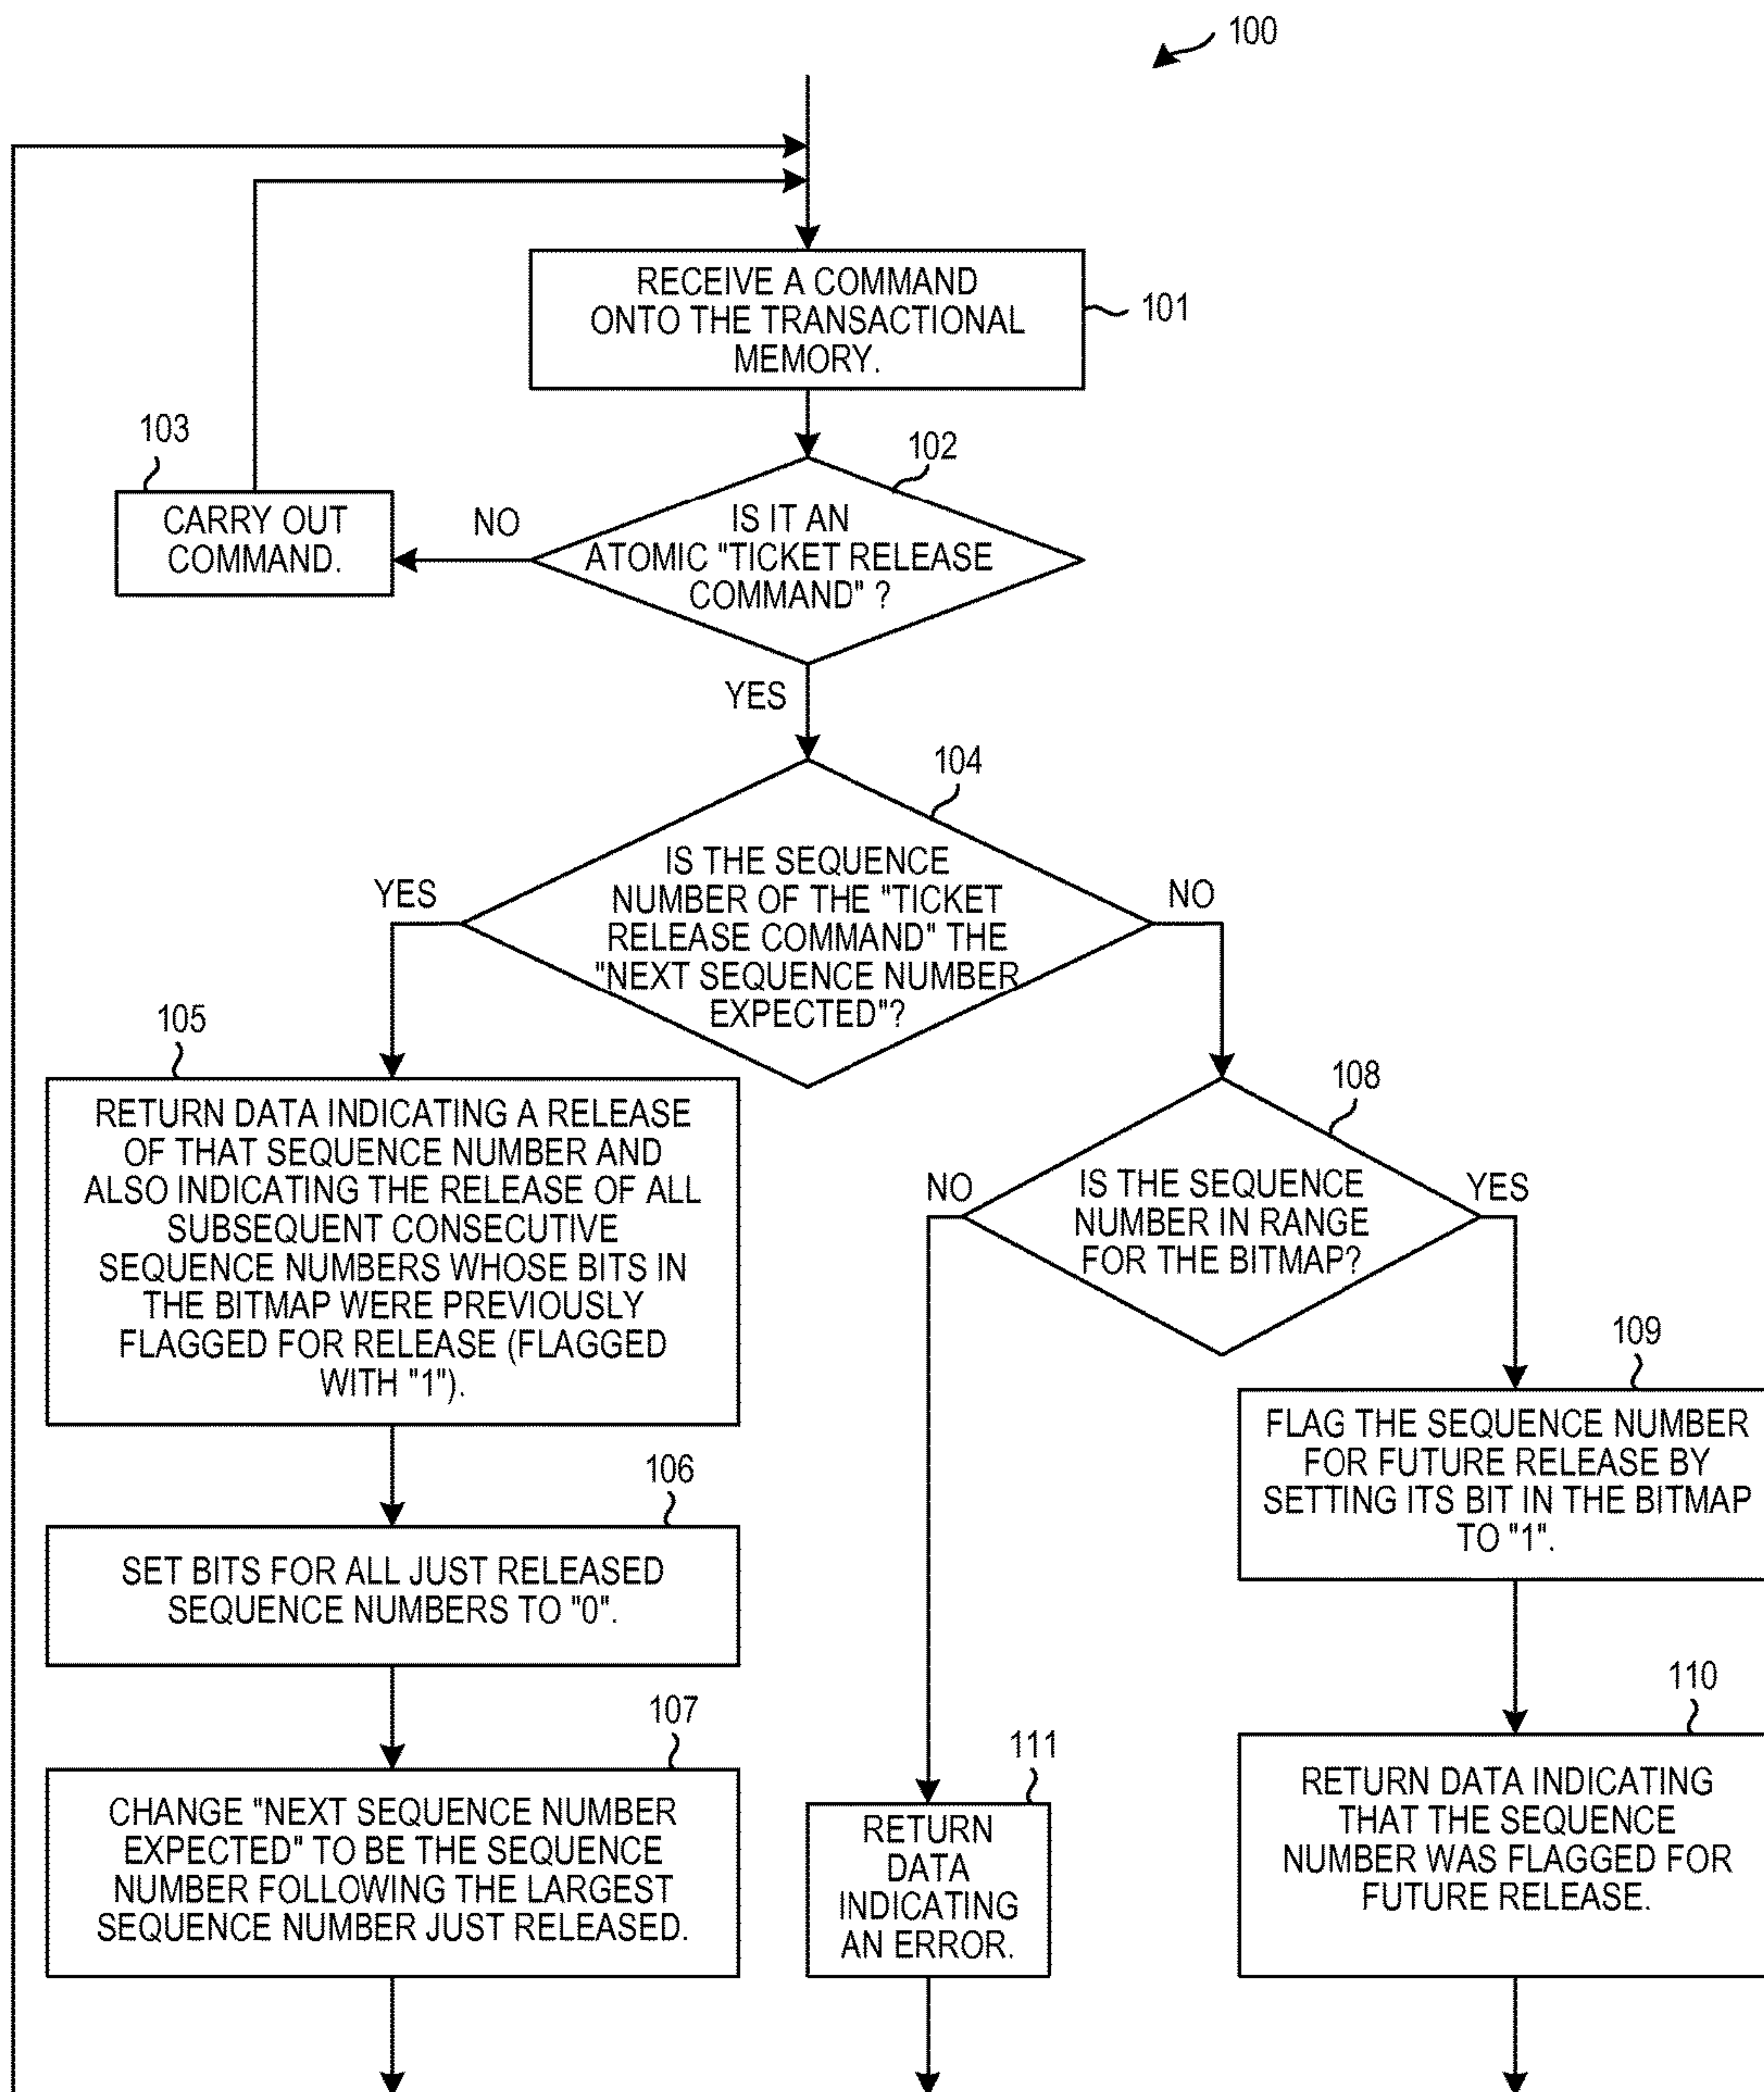 100
RECEIVE A COMMAND
ONTO THE TRANSACTIONAL
MEMORY.
101
102
IS IT AN
ATOMIC "TICKET RELEASE
COMMAND" ?
NO
103
CARRY OUT
COMMAND.
YES
104
IS THE SEQUENCE
NUMBER OF THE "TICKET
RELEASE COMMAND" THE
"NEXT SEQUENCE NUMBER
EXPECTED"?
YES
NO
105
RETURN DATA INDICATING A RELEASE
OF THAT SEQUENCE NUMBER AND
ALSO INDICATING THE RELEASE OF ALL
SUBSEQUENT CONSECUTIVE
SEQUENCE NUMBERS WHOSE BITS IN
THE BITMAP WERE PREVIOUSLY
FLAGGED FOR RELEASE (FLAGGED
WITH "1").
106
SET BITS FOR ALL JUST RELEASED
SEQUENCE NUMBERS TO "0".
107
CHANGE "NEXT SEQUENCE NUMBER
EXPECTED" TO BE THE SEQUENCE
NUMBER FOLLOWING THE LARGEST
SEQUENCE NUMBER JUST RELEASED.
108
IS THE SEQUENCE
NUMBER IN RANGE
FOR THE BITMAP?
NO
YES
111
RETURN
DATA
INDICATING
AN ERROR.
109
FLAG THE SEQUENCE NUMBER
FOR FUTURE RELEASE BY
SETTING ITS BIT IN THE BITMAP
TO "1".
110
RETURN DATA INDICATING
THAT THE SEQUENCE
NUMBER WAS FLAGGED FOR
FUTURE RELEASE.